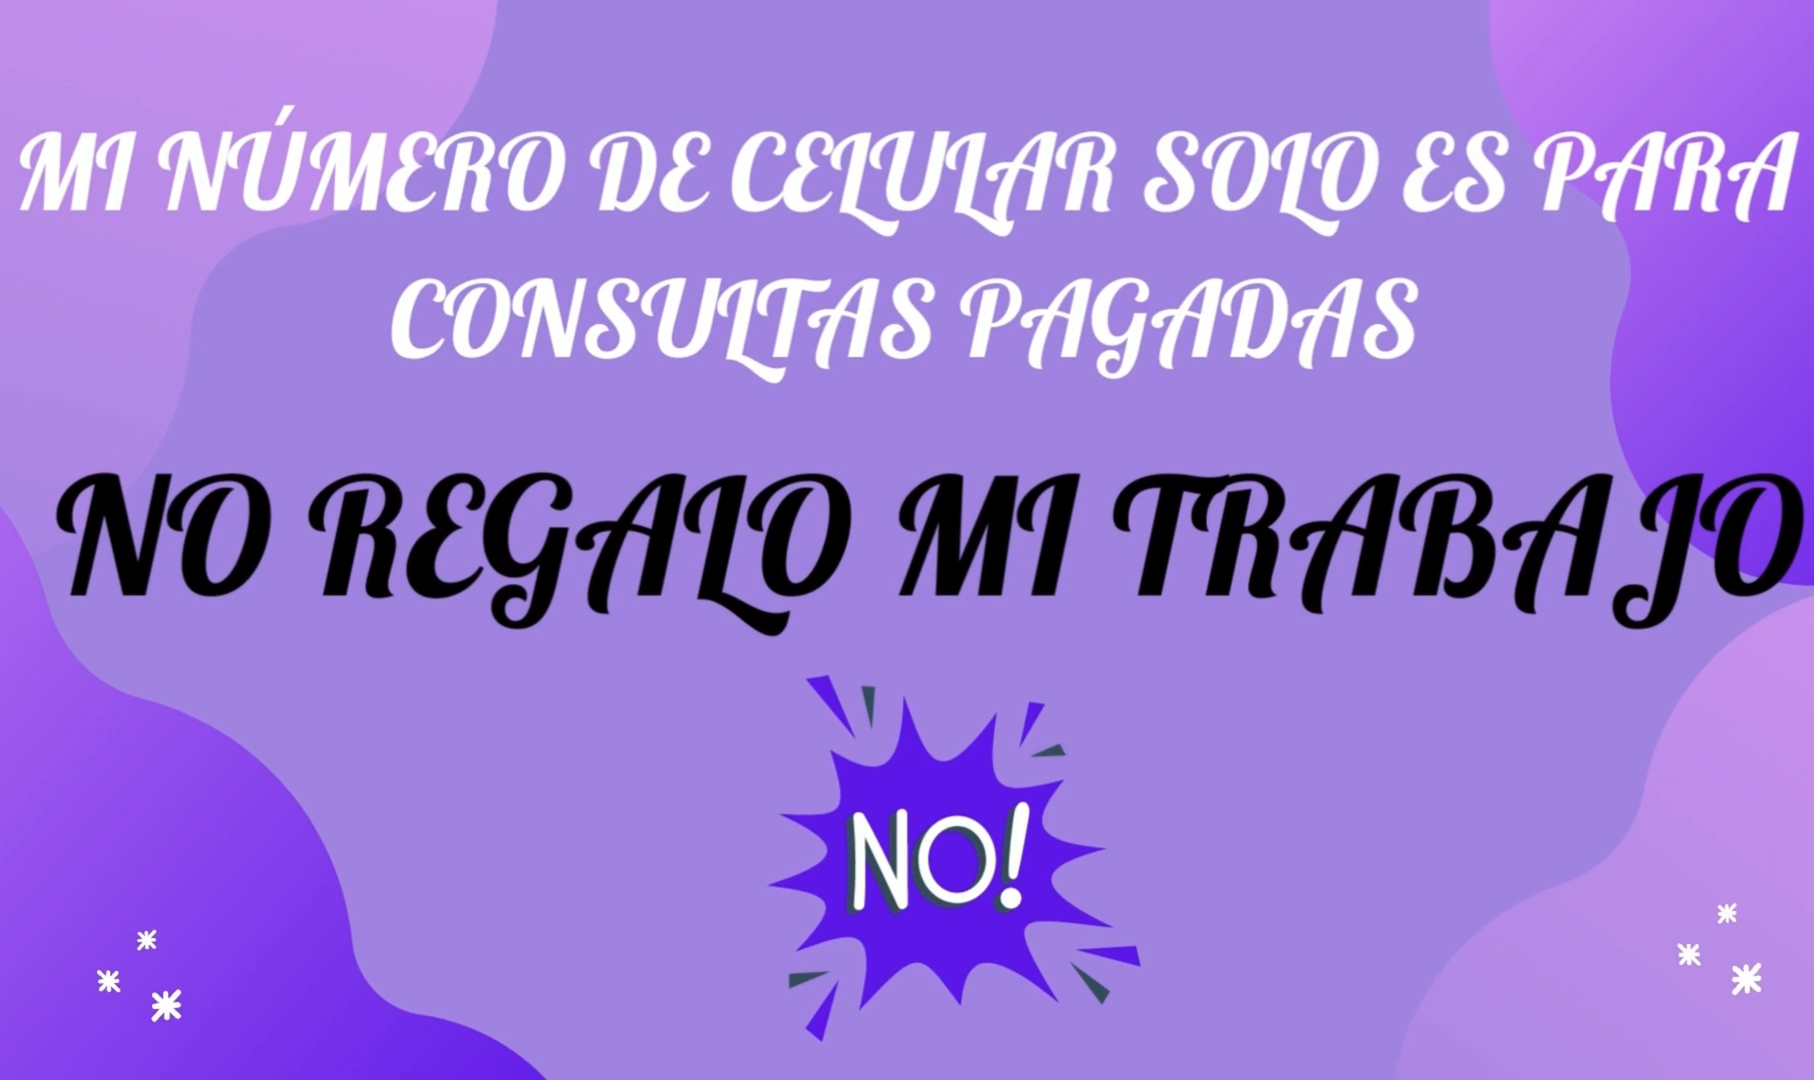 MI NÚMERO DE CELULAR SOLO ES PARA
CONSULTAS PAGADAS
NO REGALO MI TRABAJO
NO!